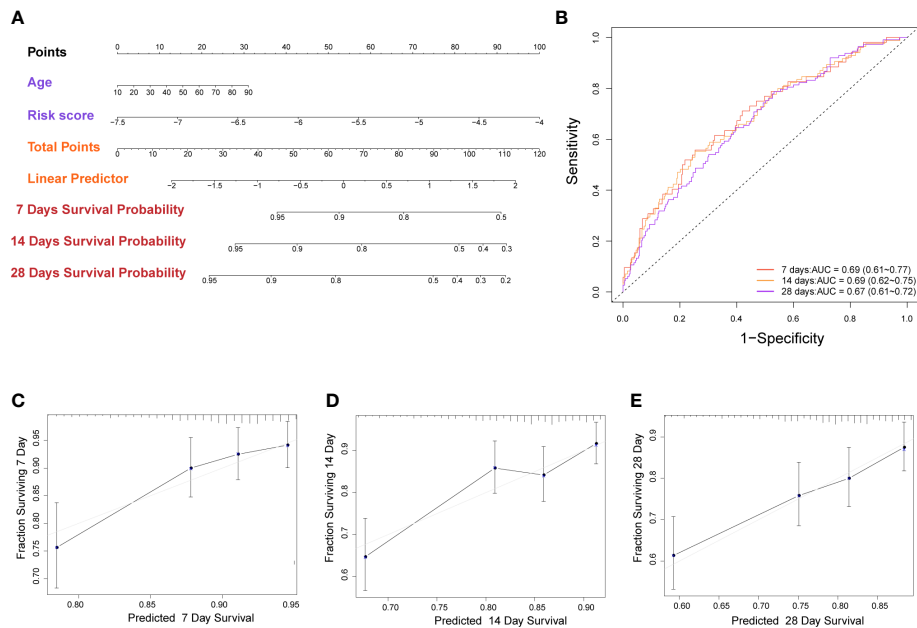 A
Points
0 10 20 30 40 50 60 70 80 90 100
Age
10 20 30 40 50 60 70 80 90
Risk score
−7.5 −7 −6.5 −6 −5.5 −5 −4.5 −4
Total Points
0 10 20 30 40 50 60 70 80 90 100 110 120
Linear Predictor
−2 −1.5 −1 −0.5 0 0.5 1 1.5 2
7 Days Survival Probability
0.95 0.9 0.8 0.5
14 Days Survival Probability
0.95 0.9 0.8 0.5 0.4 0.3
28 Days Survival Probability
0.95 0.9 0.8 0.5 0.4 0.3 0.2
B
Sensitivity
1.0
0.8
0.6
0.4
0.2
0.0
7 days:AUC = 0.69 (0.61~0.77)
14 days:AUC = 0.69 (0.62~0.75)
28 days:AUC = 0.67 (0.61~0.72)
0.0 0.2 0.4 0.6 0.8 1.0
1−Specificity
C
Fraction Surviving 7 Day
0.95
0.90
0.85
0.80
0.75
0.70
0.80 0.85 0.90 0.95
Predicted 7 Day Survival
D
Fraction Surviving 14 Day
0.9
0.8
0.7
0.6
0.70 0.75 0.80 0.85 0.90
Predicted 14 Day Survival
E
Fraction Surviving 28 Day
0.9
0.8
0.7
0.6
0.60 0.65 0.70 0.75 0.80 0.85
Predicted 28 Day Survival